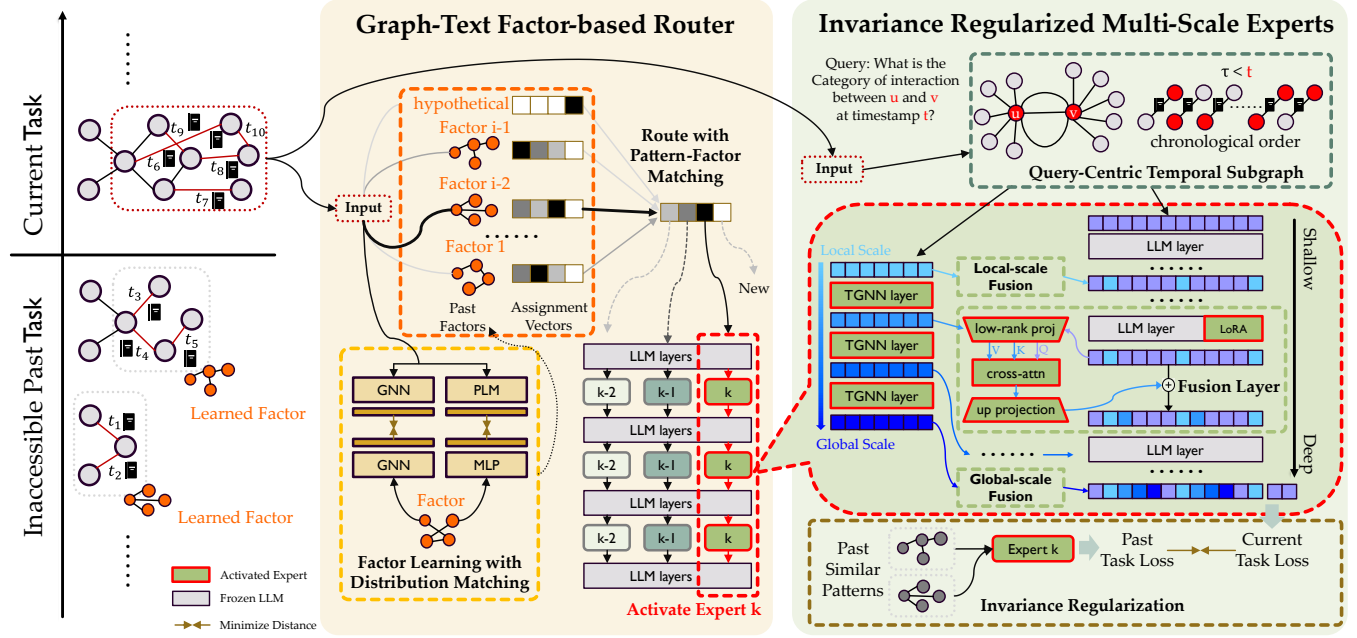 Graph-Text Factor-based Router
Invariance Regularized Multi-Scale Experts
Current Task
Inaccessible Past Task
t9
t10
t6
t8
t7
t3
t4
t5
Learned Factor
t1
t2
Learned Factor
Activated Expert
Frozen LLM
Minimize Distance
Input
hypothetical
Factor i-1
Factor i-2
Factor 1
Past
Factors
Assignment
Vectors
Route with
Pattern-Factor
Matching
New
GNN
PLM
GNN
MLP
Factor
Factor Learning with
Distribution Matching
LLM layers
k-2
k-1
k
LLM layers
k-2
k-1
k
LLM layers
k-2
k-1
k
LLM layers
Activate Expert k
Query: What is the
Category of interaction
between u and v
at timestamp t?
Input
u
v
τ < t
chronological order
Query-Centric Temporal Subgraph
Local Scale
TGNN layer
TGNN layer
TGNN layer
Global Scale
Local-scale
Fusion
low-rank proj
V
K
Q
cross-attn
up projection
Global-scale
Fusion
LLM layer
LLM layer
LoRA
Fusion Layer
LLM layer
Shallow
Deep
Past
Similar
Patterns
Expert k
Past
Task Loss
Current
Task Loss
Invariance Regularization